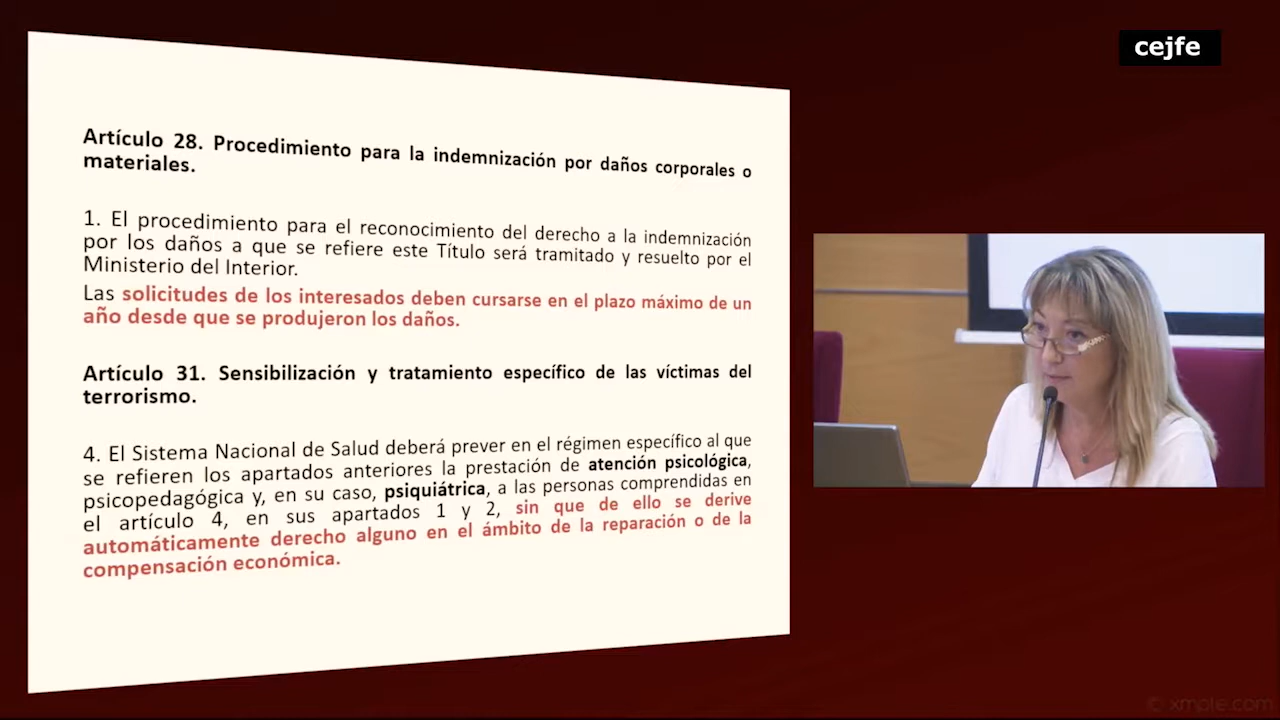 cejfe
Artículo 28. Procedimiento para la indemnización por daños corporales o
materiales.
1. El procedimiento para el reconocimiento del derecho a la indemnización
por los daños a que se refiere este Título será tramitado y resuelto por el
Ministerio del Interior.
Las solicitudes de los interesados deben cursarse en el plazo máximo de un
año desde que se produjeron los daños.
Artículo 31. Sensibilización y tratamiento específico de las víctimas del
terrorismo.
4. El Sistema Nacional de Salud deberá prever en el régimen específico al que
se refieren los apartados anteriores la prestación de atención psicológica,
psicopedagógica y, en su caso, psiquiátrica, a las personas comprendidas en
el artículo 4, en sus apartados 1 y 2, sin que de ello se derive
automáticamente derecho alguno en el ámbito de la reparación o de la
compensación económica.
© xmple.com